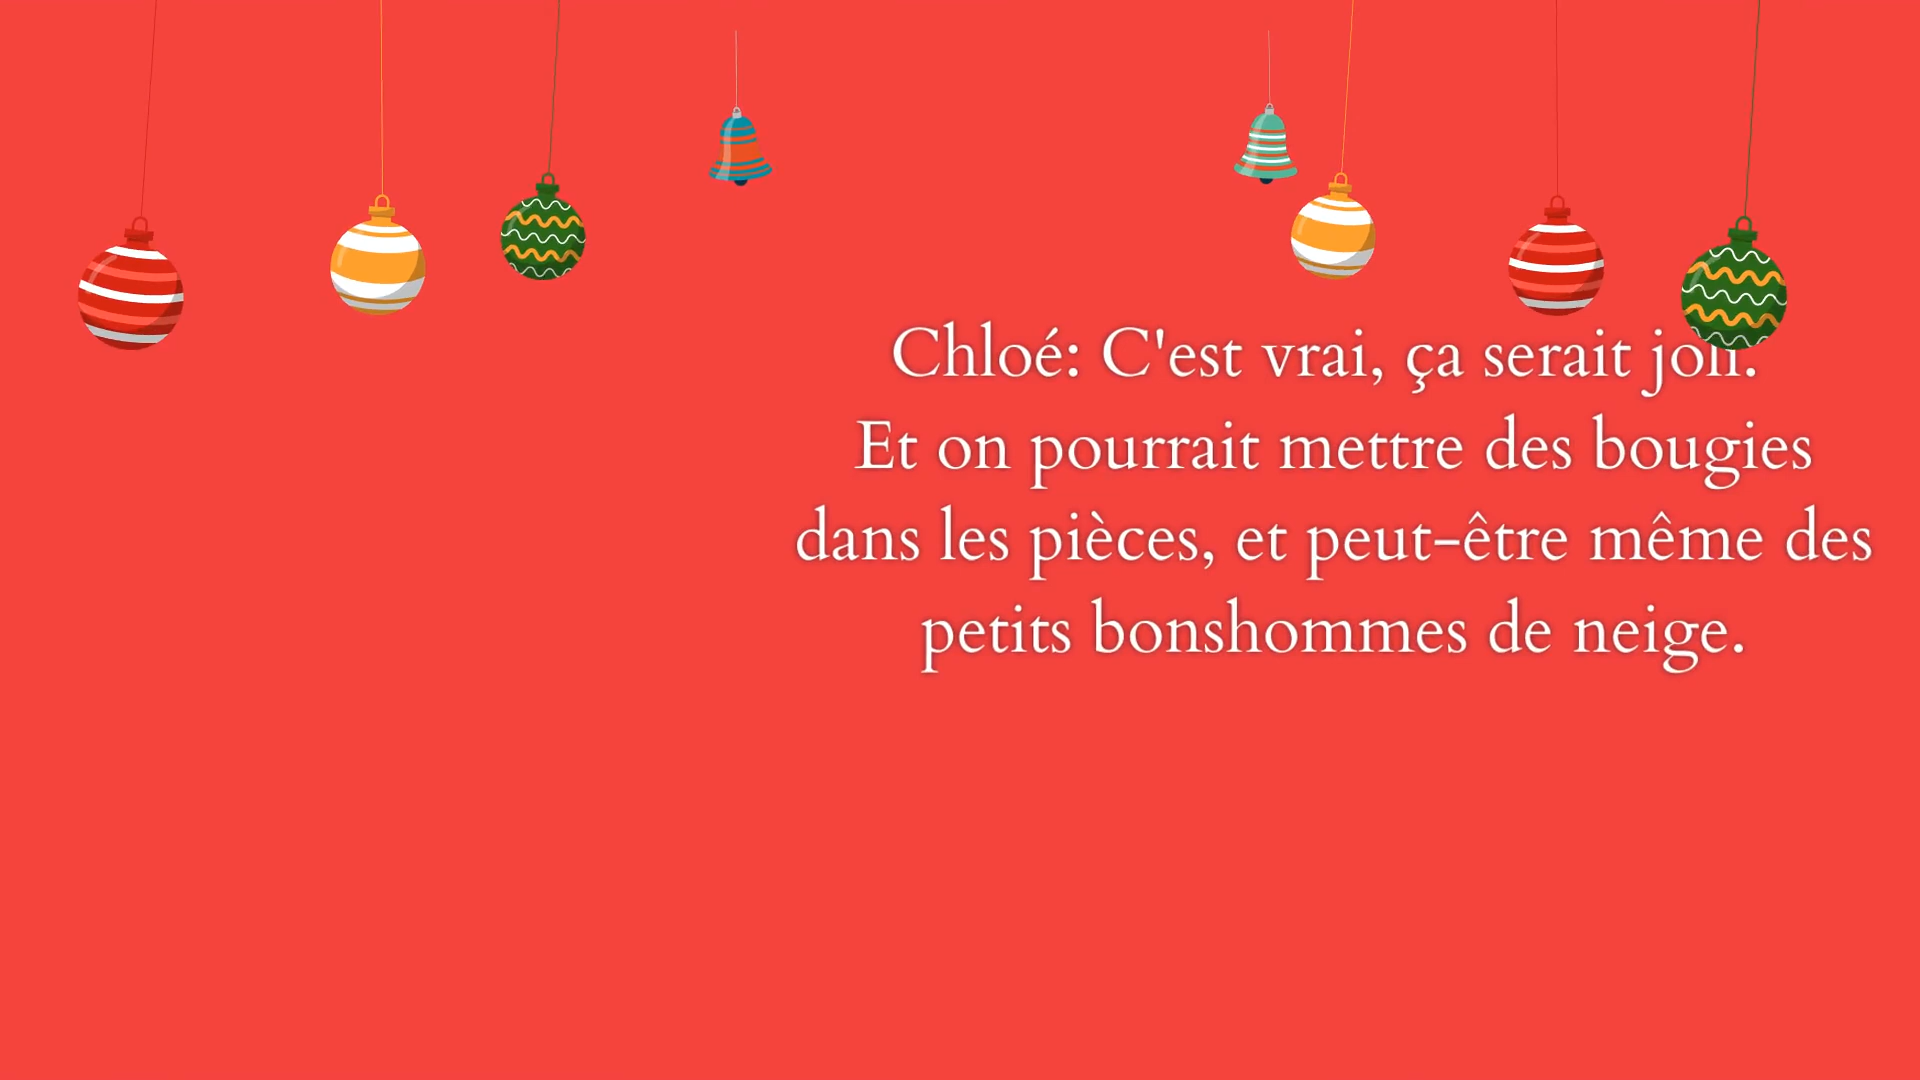 Chloé: C'est vrai, ça serait joli.
Et on pourrait mettre des bougies
dans les pièces, et peut-être même des
petits bonshommes de neige.